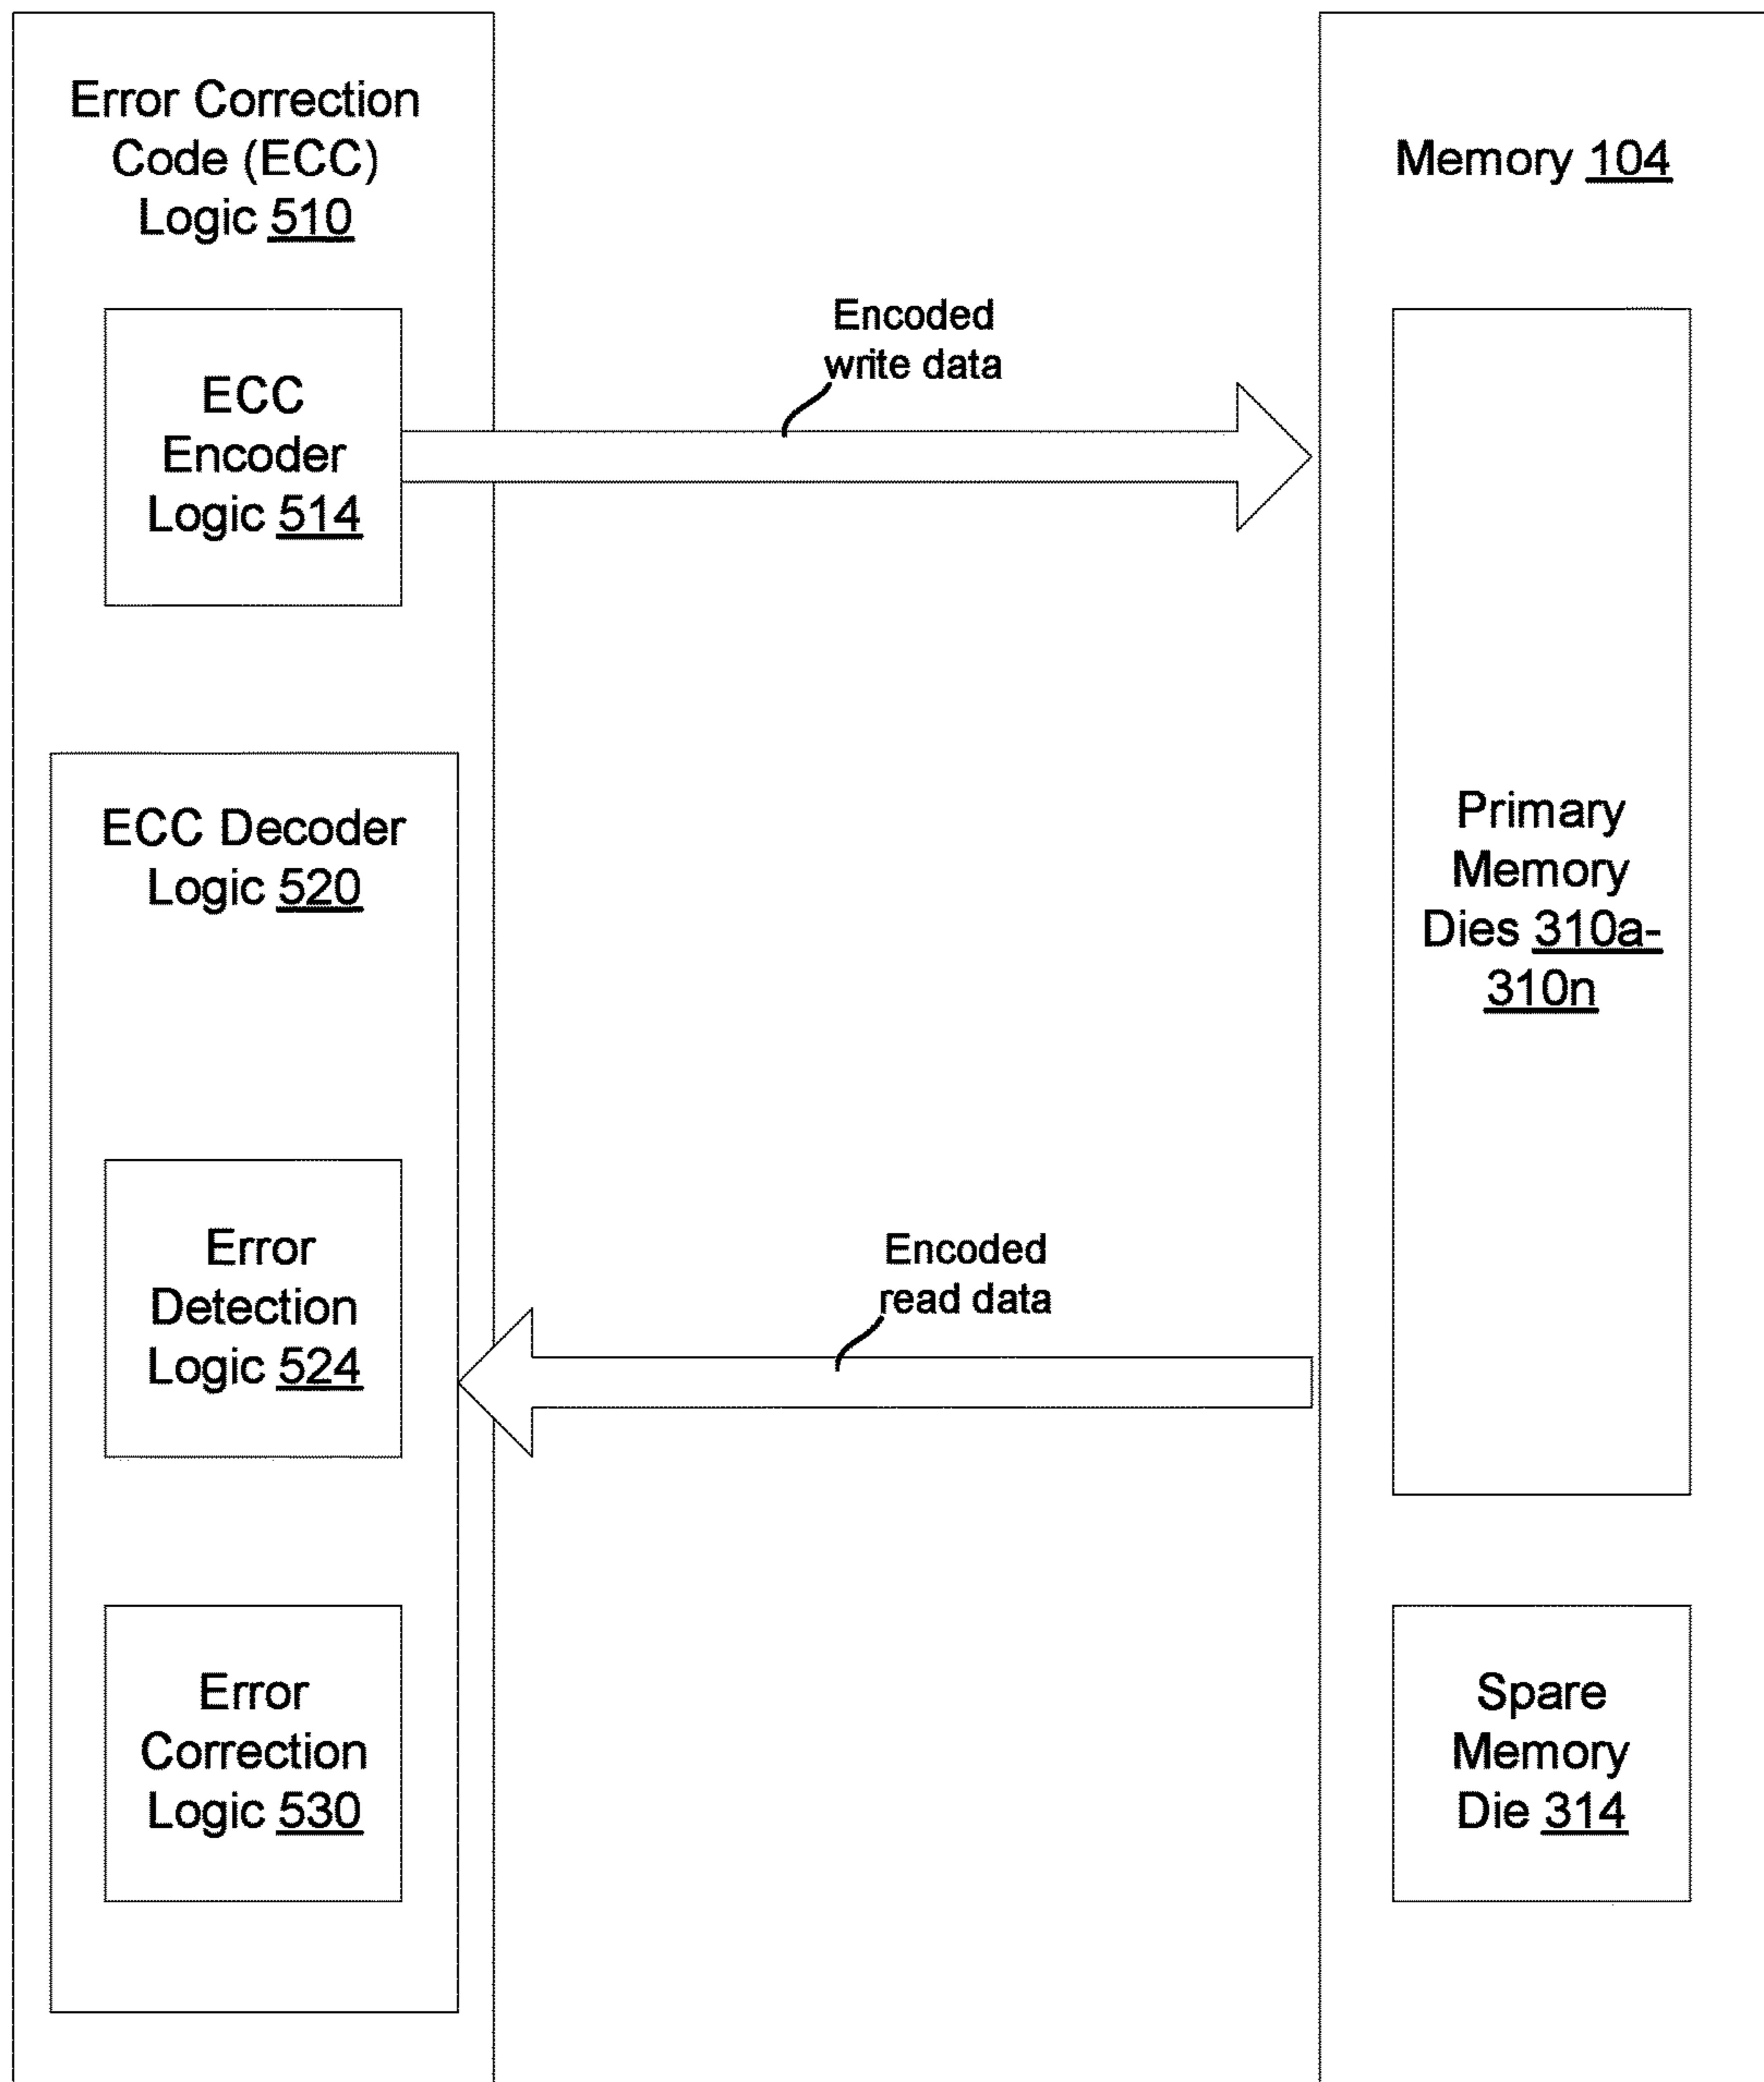 Error Correction
Code (ECC)
Logic 510
Memory 104
Encoded
write data
ECC
Encoder
Logic 514
ECC Decoder
Logic 520
Primary
Memory
Dies 310a-
310n
Error
Detection
Logic 524
Encoded
read data
Error
Correction
Logic 530
Spare
Memory
Die 314